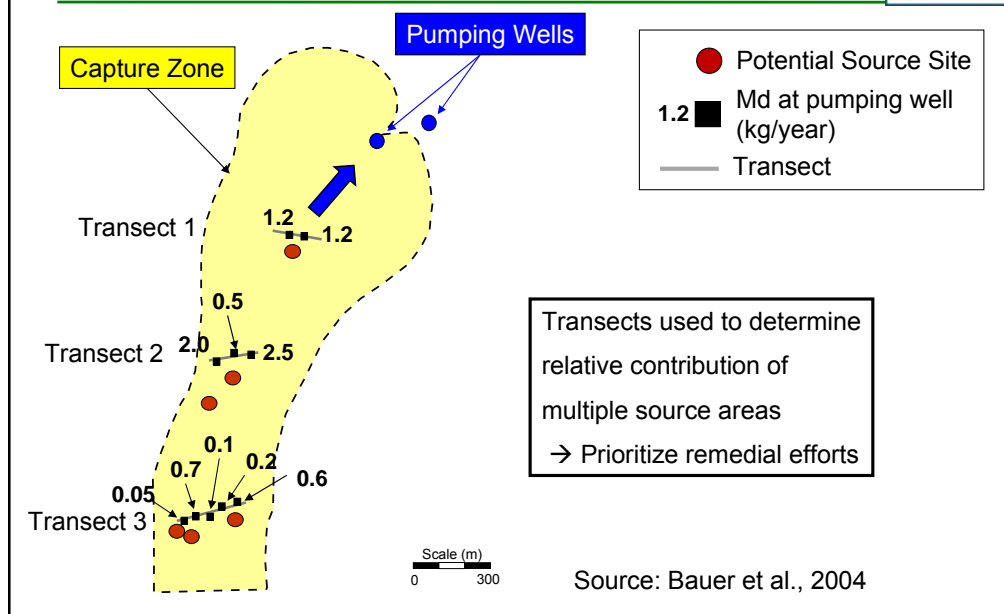 Pumping Wells
Capture Zone
Potential Source Site
1.2 Md at pumping well
(kg/year)
Transect
Transect 1
1.2
1.2
0.5
Transect 2
2.0
2.5
Transects used to determine
relative contribution of
multiple source areas
→ Prioritize remedial efforts
0.1
0.7
0.2
0.6
0.05
Transect 3
Scale (m)
0 300
Source: Bauer et al., 2004